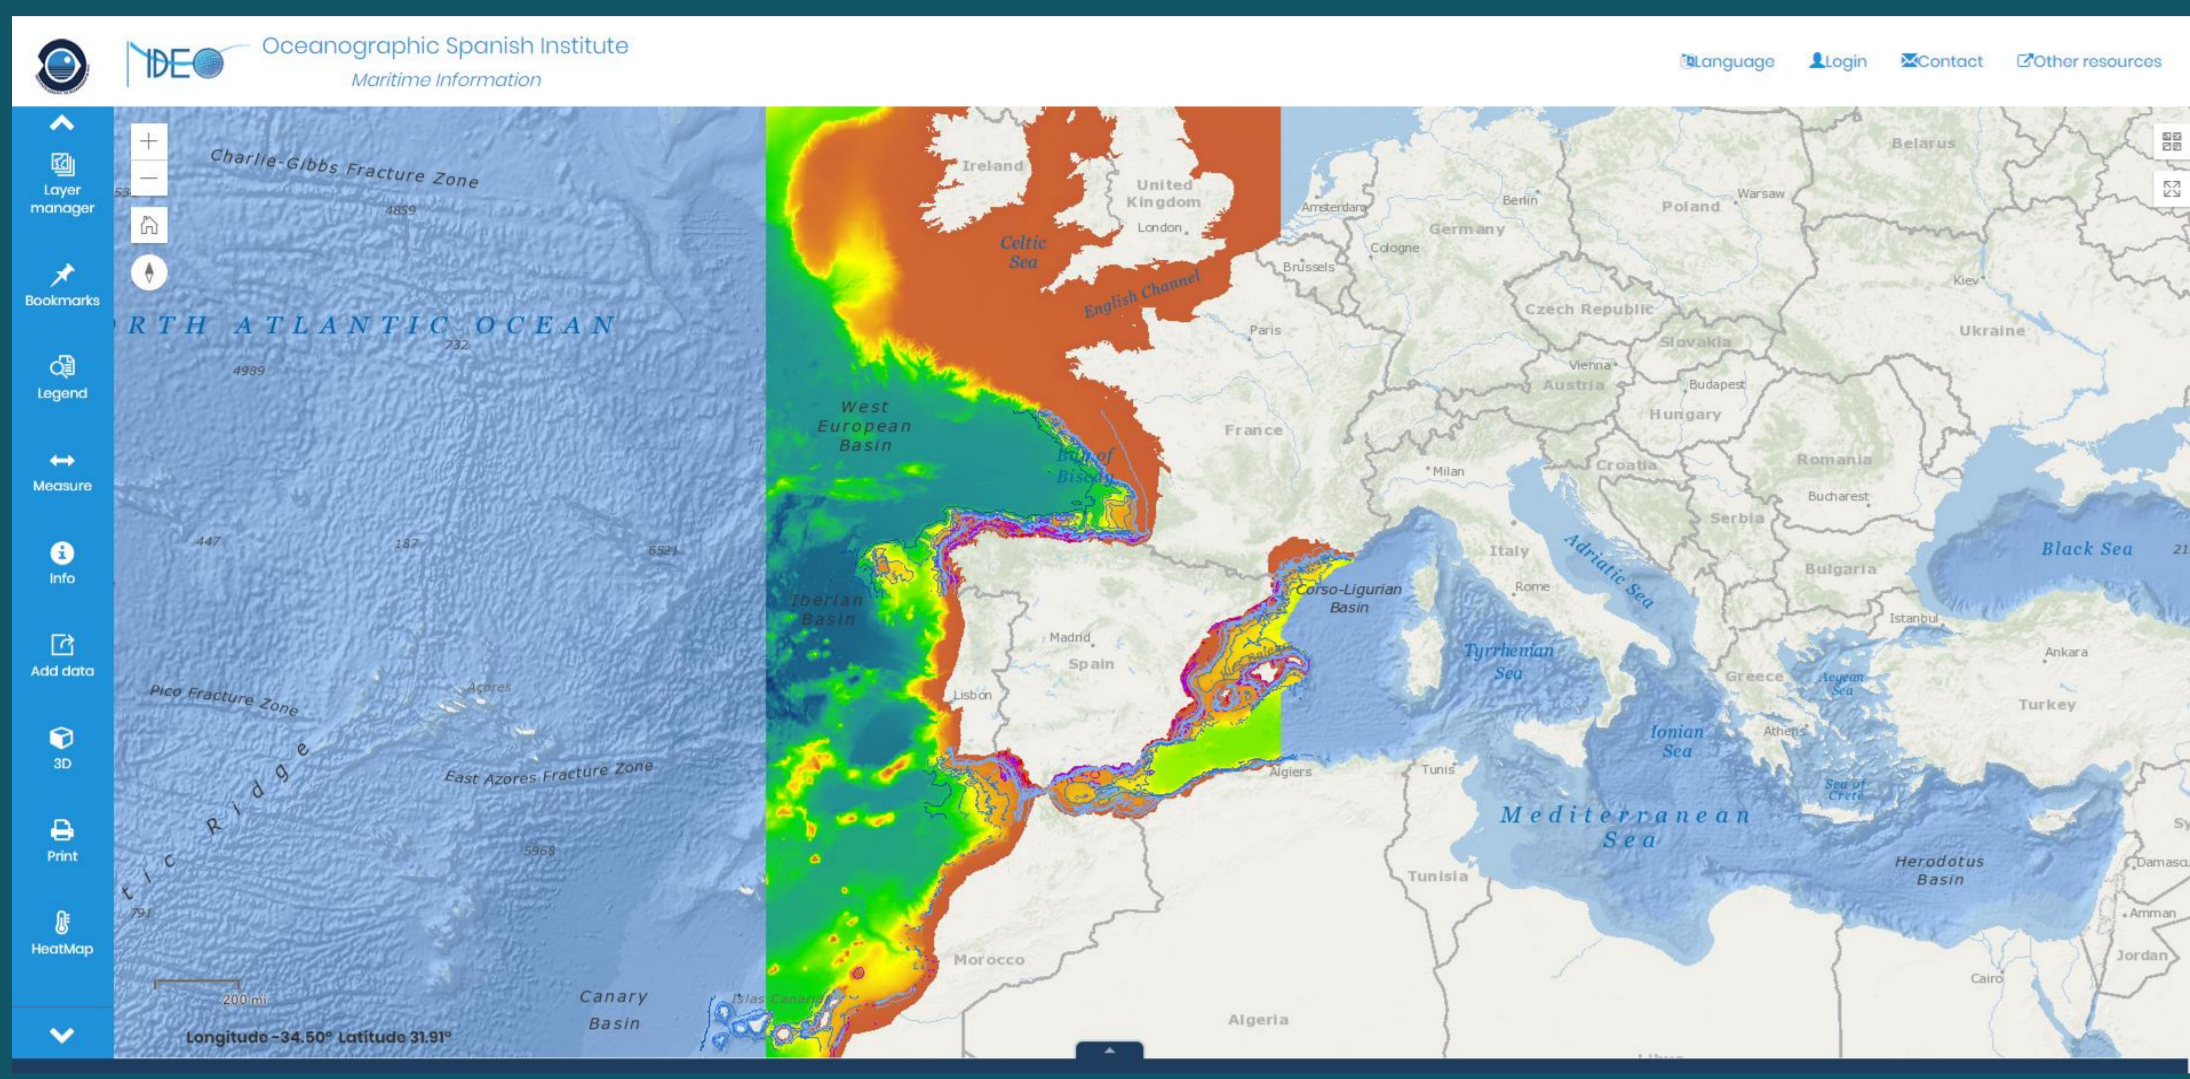 IDEO
Oceanographic Spanish Institute
Maritime Information
Language
Login
Contact
Other resources
Layer
manager
Bookmarks
Legend
Measure
Info
Add data
3D
Print
HeatMap
Charlie-Gibbs Fracture Zone
4859
RTH ATLANTIC OCEAN
732
4989
447
187
6521
Pico Fracture Zone
Açores
East Azores Fracture Zone
tic Ridge
5968
791
200 mi
Canary
Basin
Islas Canarias
Longitude -34.50° Latitude 31.91°
Ireland
United
Kingdom
London
Celtic
Sea
English Channel
West
European
Basin
Bay of
Biscay
Iberian
Basin
Paris
France
Madrid
Spain
Lisbon
Corso-Ligurian
Basin
Algiers
Morocco
Algeria
Amsterdam
Brussels
Cologne
Germany
Berlin
Poland
Warsaw
Belarus
Kiev
Ukraine
Czech Republic
Slovakia
Vienna
Austria
Budapest
Hungary
Milan
Croatia
Romania
Bucharest
Serbia
Italy
Rome
Adriatic Sea
Bulgaria
Black Sea
Istanbul
Ankara
Turkey
Tyrrhenian
Sea
Greece
Aegean
Sea
Athens
Ionian
Sea
Sea of
Crete
Tunis
Tunisia
Mediterranean
Sea
Herodotus
Basin
Sy
Damascu
Amman
Jordan
Cairo